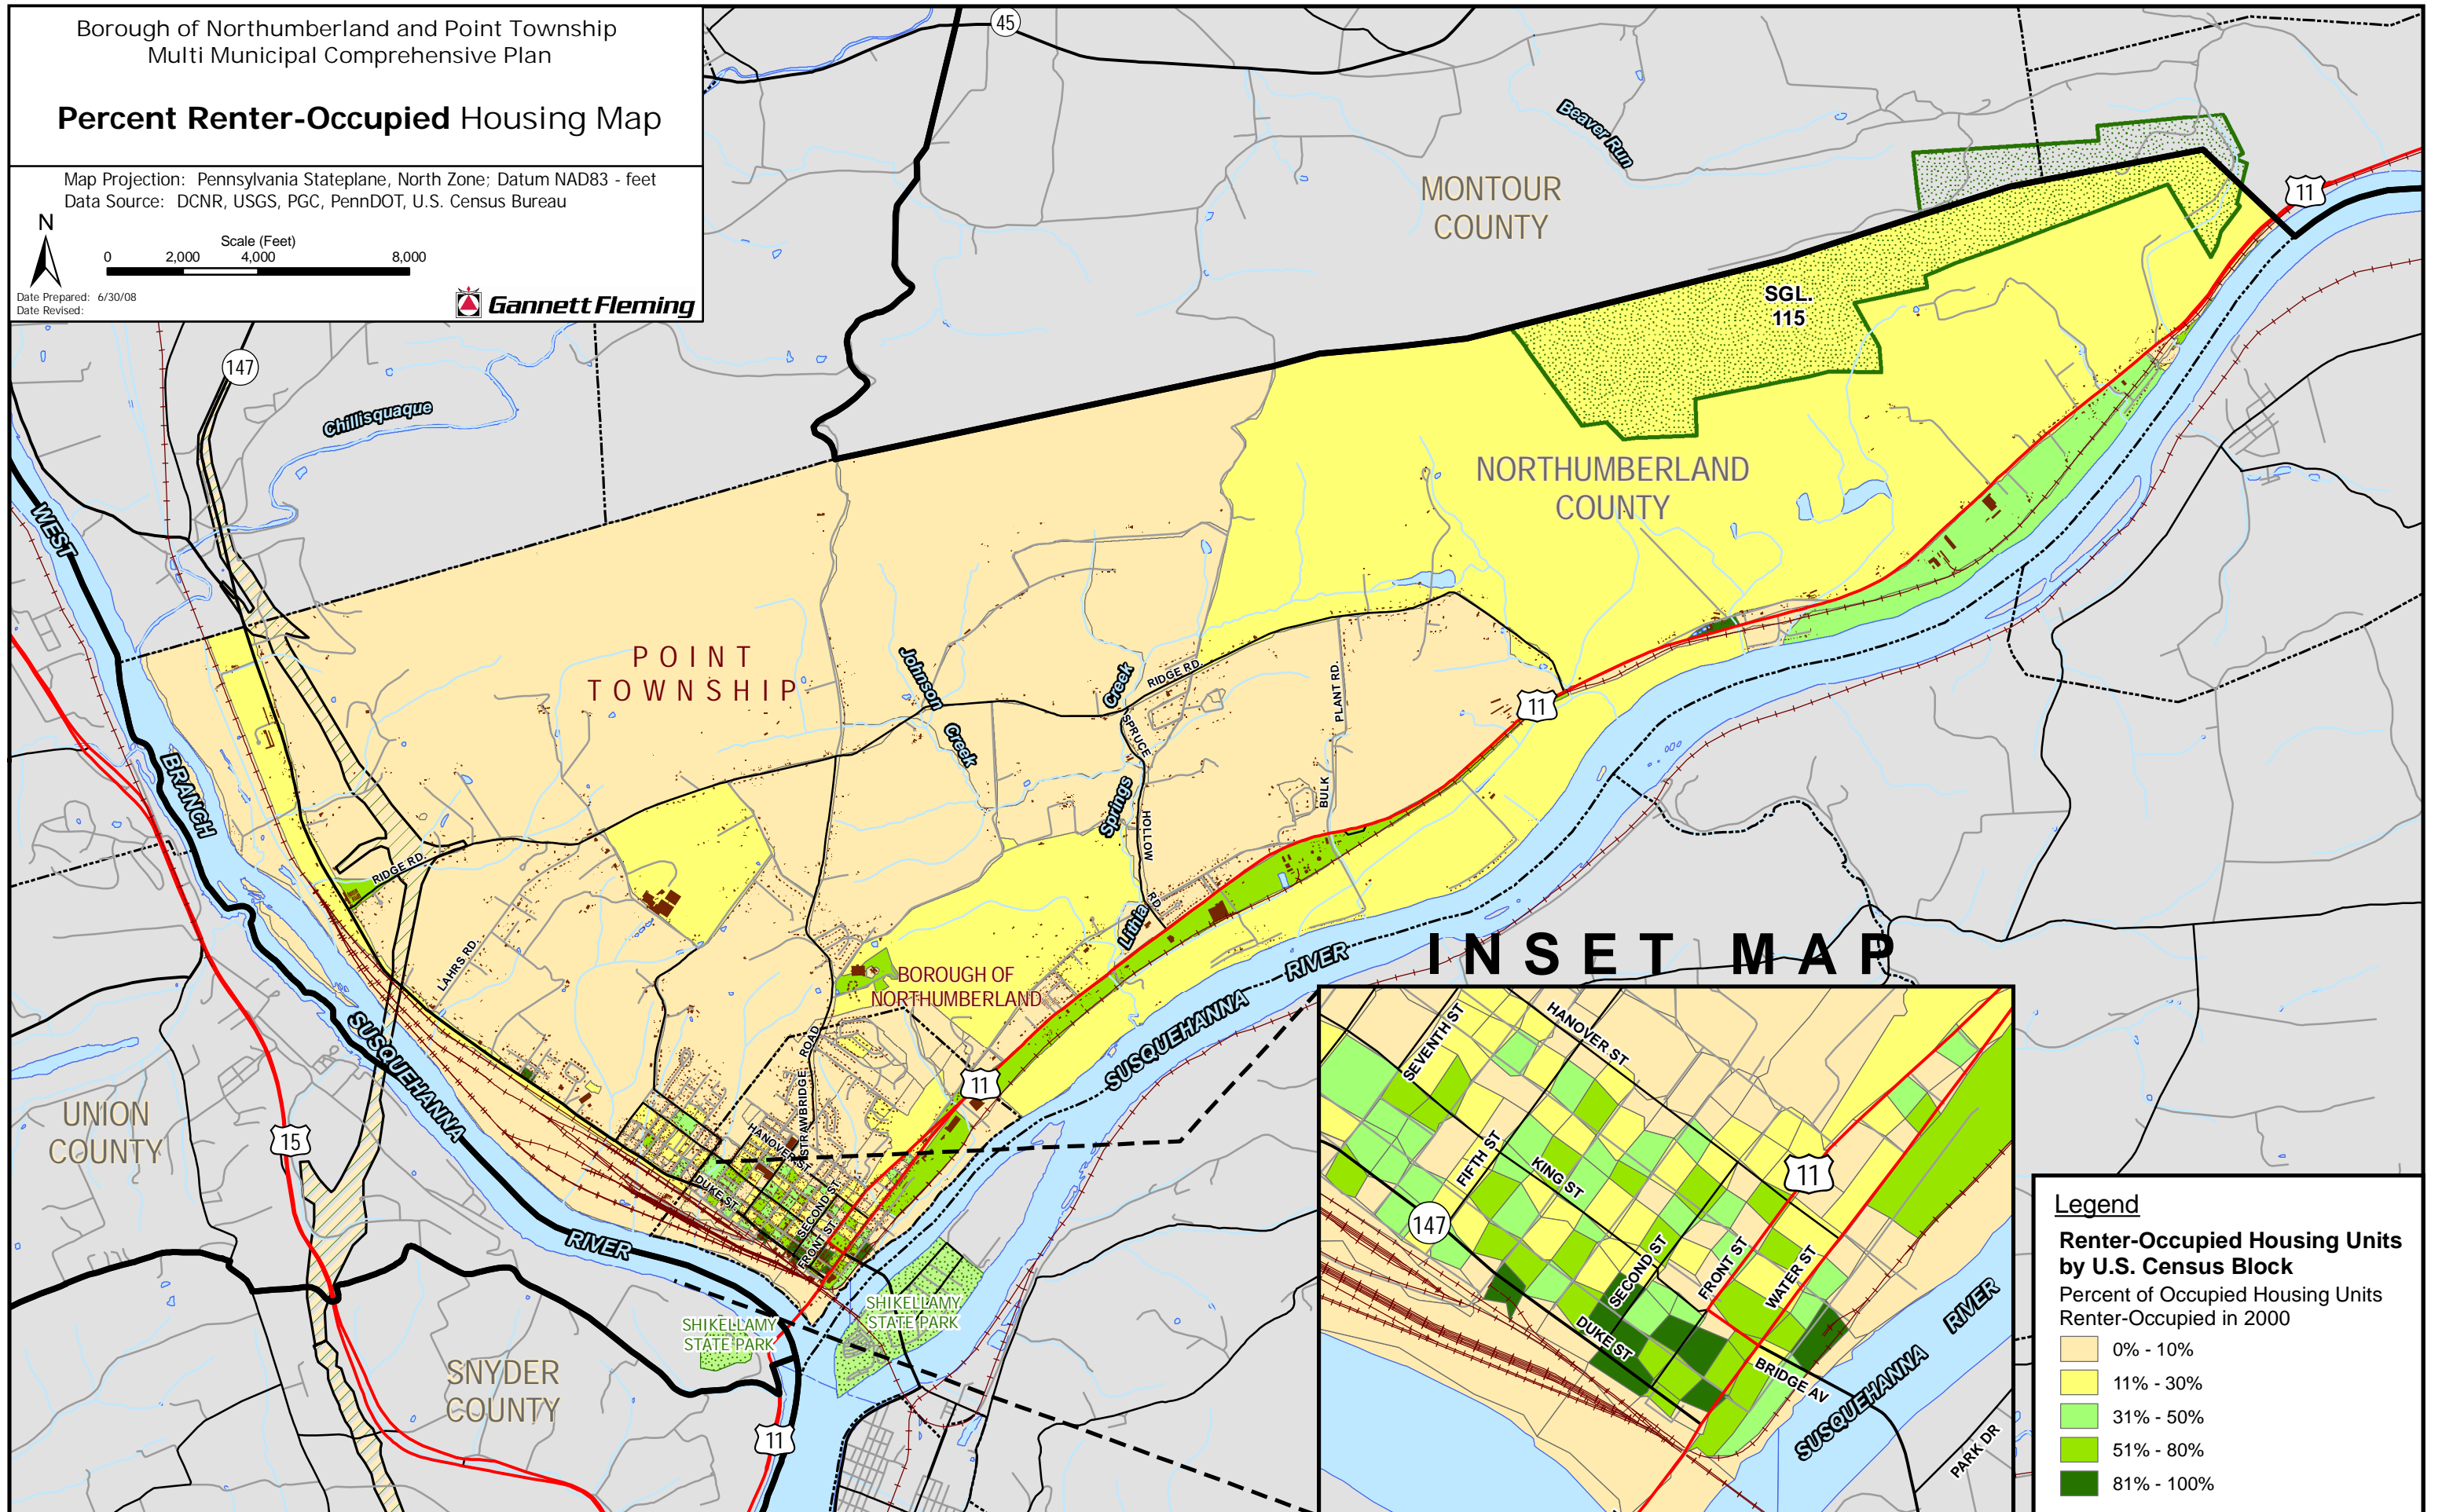 Borough of Northumberland and Point Township
Multi Municipal Comprehensive Plan
Percent Renter-Occupied Housing Map
Map Projection: Pennsylvania Stateplane, North Zone; Datum NAD83 - feet
Data Source: DCNR, USGS, PGC, PennDOT, U.S. Census Bureau
N
Scale (Feet)
0 2,000 4,000 8,000
Date Prepared: 6/30/08
Date Revised:
Gannett Fleming
45
147
Chillisquaque
Beaver Run
MONTOUR
COUNTY
11
SGL.
115
NORTHUMBERLAND
COUNTY
WEST
BRANCH
SUSQUEHANNA
RIVER
POINT
TOWNSHIP
Johnson
Creek
Creek
Springs
Lithia
RIDGE RD.
SPRUCE
HOLLOW
RD.
PLANT RD.
BULK
11
RIDGE RD.
LAHRS RD.
BOROUGH OF
NORTHUMBERLAND
STRAWBRIDGE ROAD
11
HANOVER ST
DUKE ST
SECOND ST
FRONT ST
SUSQUEHANNA
RIVER
UNION
COUNTY
15
SNYDER
COUNTY
SHIKELLAMY
STATE PARK
SHIKELLAMY
STATE PARK
11
INSET MAP
SEVENTH ST
HANOVER ST
FIFTH ST
KING ST
11
147
SECOND ST
FRONT ST
WATER ST
DUKE ST
BRIDGE AV
SUSQUEHANNA
RIVER
PARK DR
Legend
Renter-Occupied Housing Units
by U.S. Census Block
Percent of Occupied Housing Units
Renter-Occupied in 2000
0% - 10%
11% - 30%
31% - 50%
51% - 80%
81% - 100%